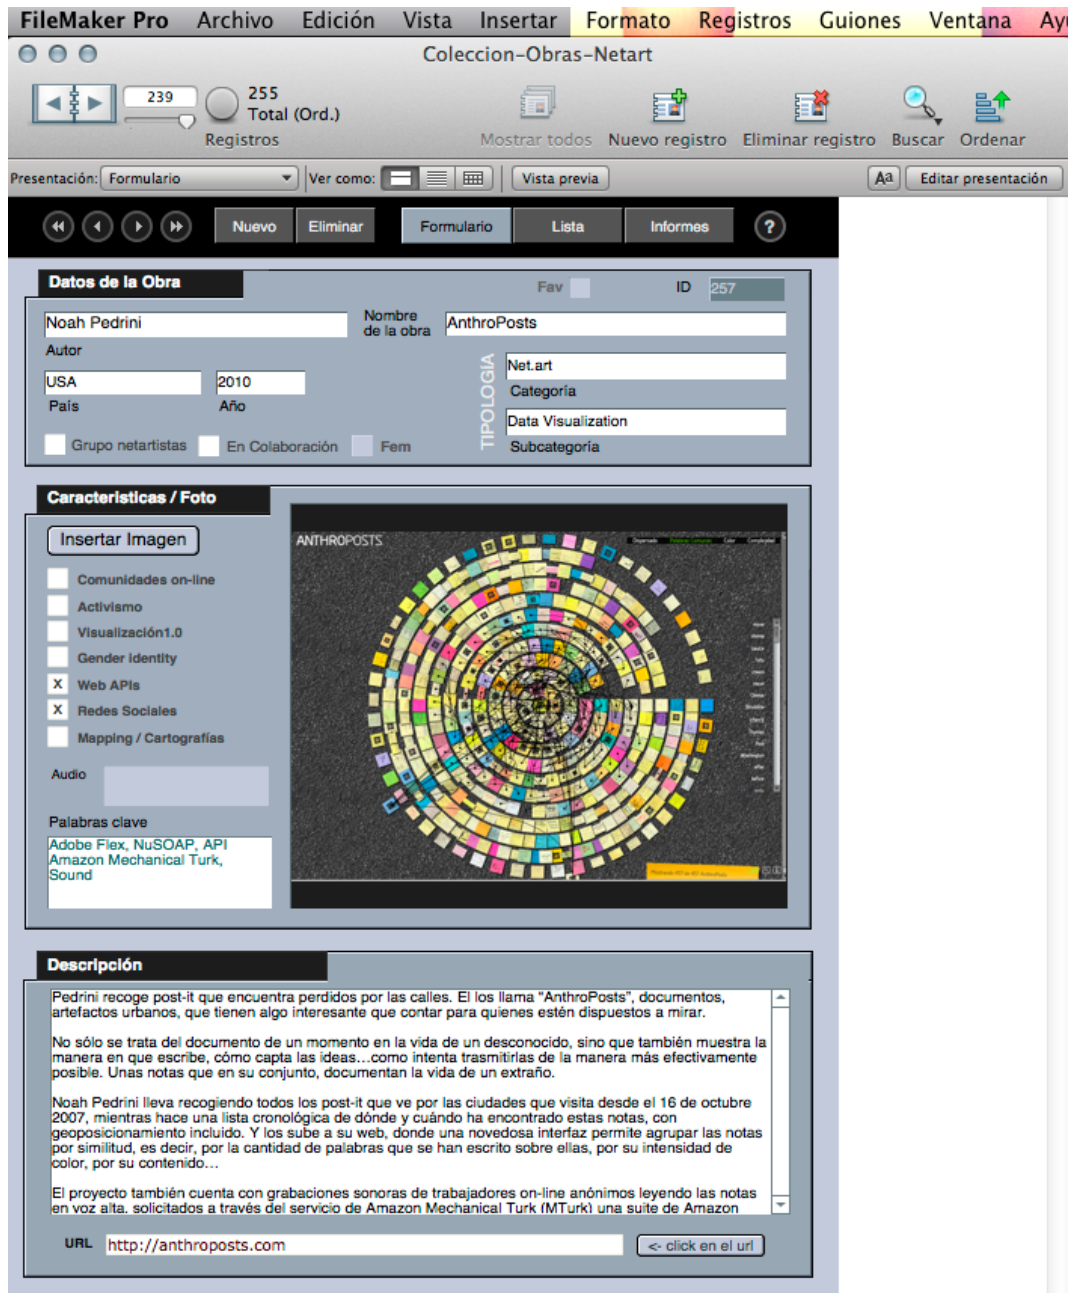 FileMaker Pro Archivo Edición Vista Insertar Formato Registros Guiones Ventana Ayu
Coleccion-Obras-Netart
239
255
Total (Ord.)
Registros
Mostrar todos Nuevo registro Eliminar registro Buscar Ordenar
Presentación: Formulario Ver como: Vista previa Aa Editar presentación
Nuevo Eliminar Formulario Lista Informes ?
Datos de la Obra
Fav ID 257
Noah Pedrini
Autor
Nombre
de la obra
AnthroPosts
USA
País
2010
Año
TIPOLOGIA
Net.art
Categoría
Data Visualization
Subcategoría
Grupo netartistas En Colaboración Fem
Características / Foto
Insertar Imagen
Comunidades on-line
Activismo
Visualización1.0
Gender identity
X Web APIs
X Redes Sociales
Mapping / Cartografías
Audio
Palabras clave
Adobe Flex, NuSOAP, API
Amazon Mechanical Turk,
Sound
ANTHROPOSTS
Color
Descripción
Pedrini recoge post-it que encuentra perdidos por las calles. El los llama “AnthroPosts”, documentos,
artefactos urbanos, que tienen algo interesante que contar para quienes estén dispuestos a mirar.
No sólo se trata del documento de un momento en la vida de un desconocido, sino que también muestra la
manera en que escribe, cómo capta las ideas…como intenta trasmitirlas de la manera más efectivamente
posible. Unas notas que en su conjunto, documentan la vida de un extraño.
Noah Pedrini lleva recogiendo todos los post-it que ve por las ciudades que visita desde el 16 de octubre
2007, mientras hace una lista cronológica de dónde y cuándo ha encontrado estas notas, con
geoposicionamiento incluido. Y los sube a su web, donde una novedosa interfaz permite agrupar las notas
por similitud, es decir, por la cantidad de palabras que se han escrito sobre ellas, por su intensidad de
color, por su contenido…
El proyecto también cuenta con grabaciones sonoras de trabajadores on-line anónimos leyendo las notas
en voz alta, solicitados a través del servicio de Amazon Mechanical Turk (MTurk) una suite de Amazon
URL http://anthroposts.com <- click en el url